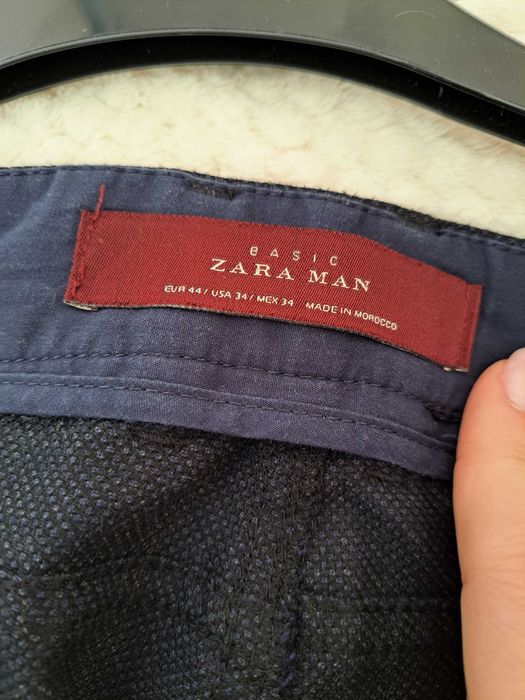 BASIC
ZARA MAN
EUR 44 / USA 34 / MEX 34 MADE IN MOROCCO